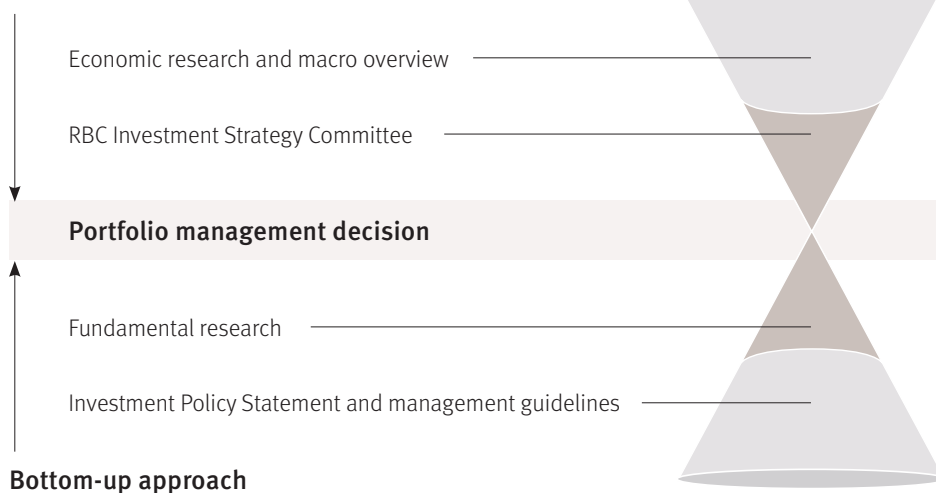 Economic research and macro overview
RBC Investment Strategy Committee
Portfolio management decision
Fundamental research
Investment Policy Statement and management guidelines
Bottom-up approach